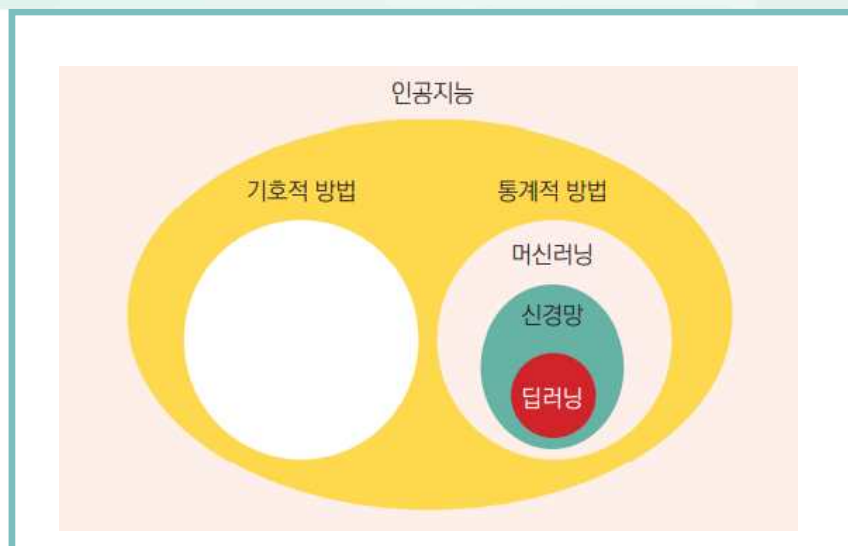 인공지능
기호적 방법
통계적 방법
머신러닝
신경망
딥러닝